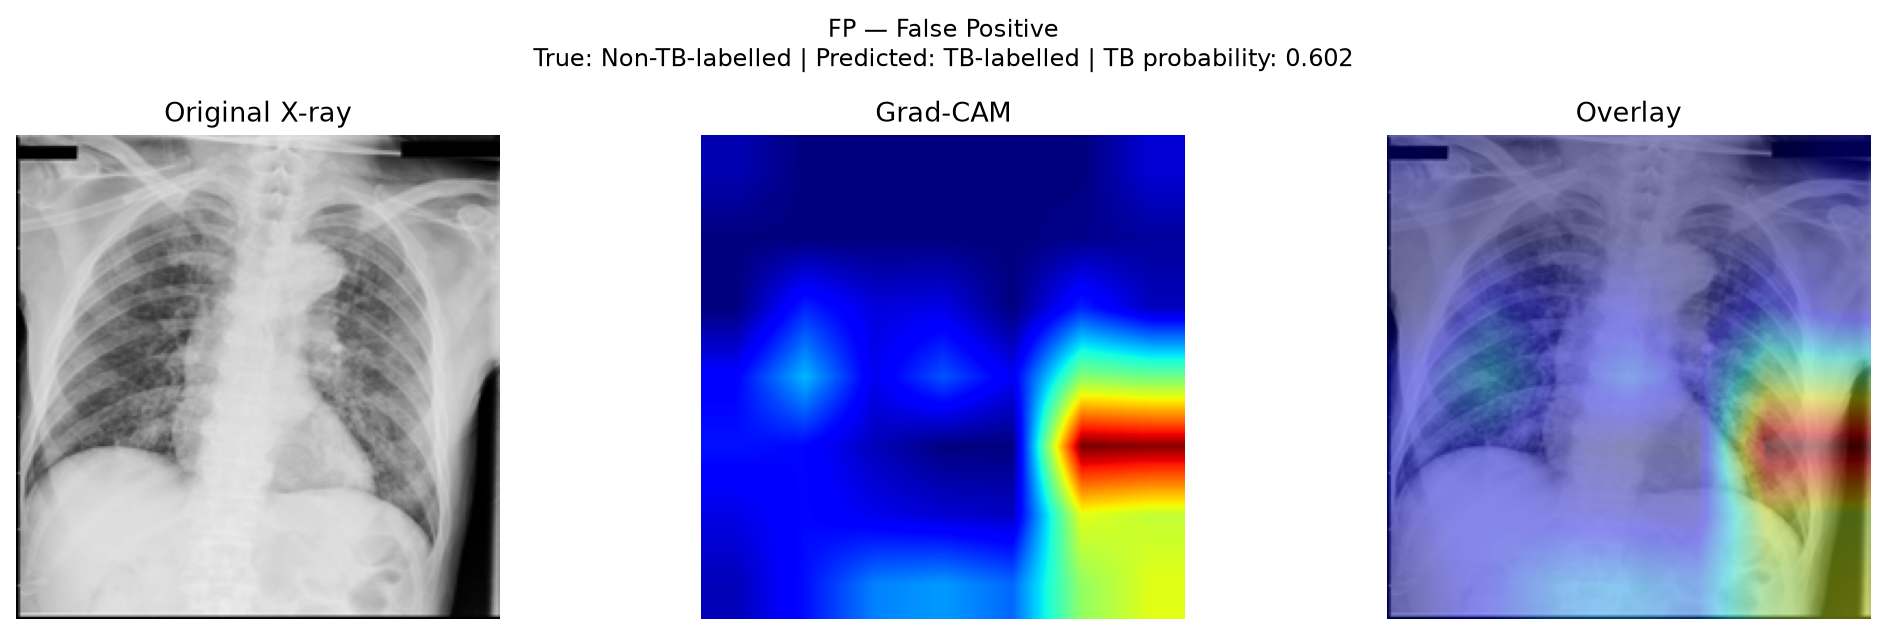 FP — False Positive
True: Non-TB-labelled | Predicted: TB-labelled | TB probability: 0.602
Original X-ray
Grad-CAM
Overlay